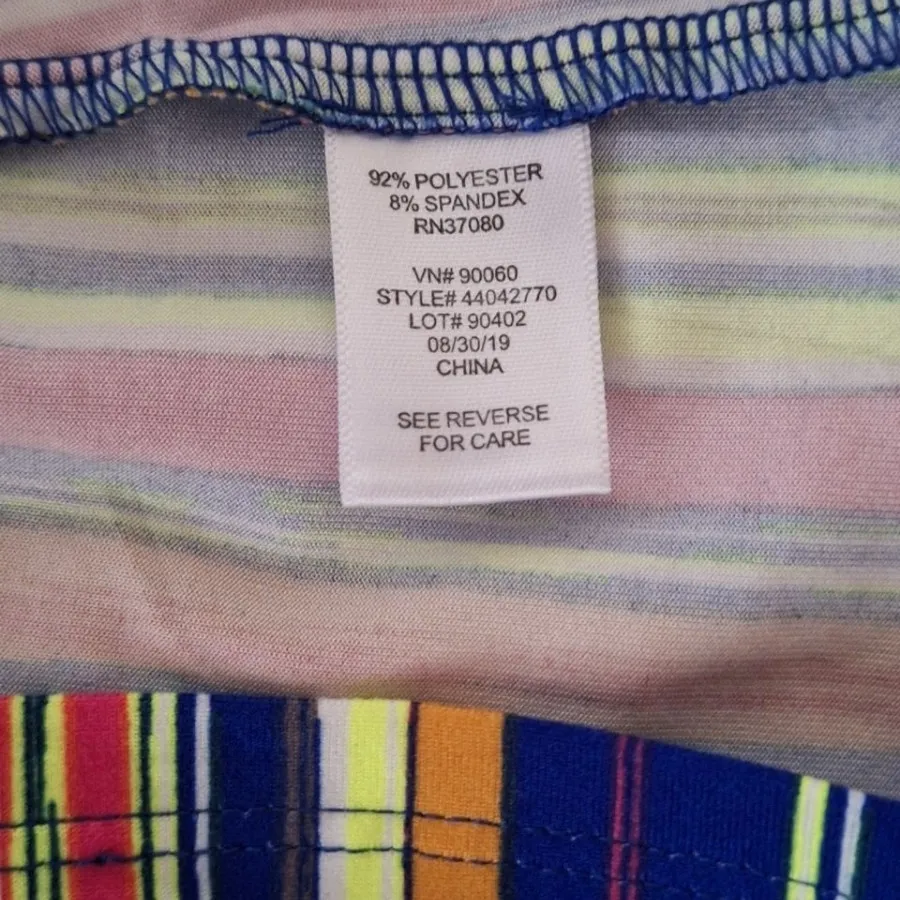 92% POLYESTER
8% SPANDEX
RN37080
VN# 90060
STYLE# 44042770
LOT# 90402
08/30/19
CHINA
SEE REVERSE
FOR CARE